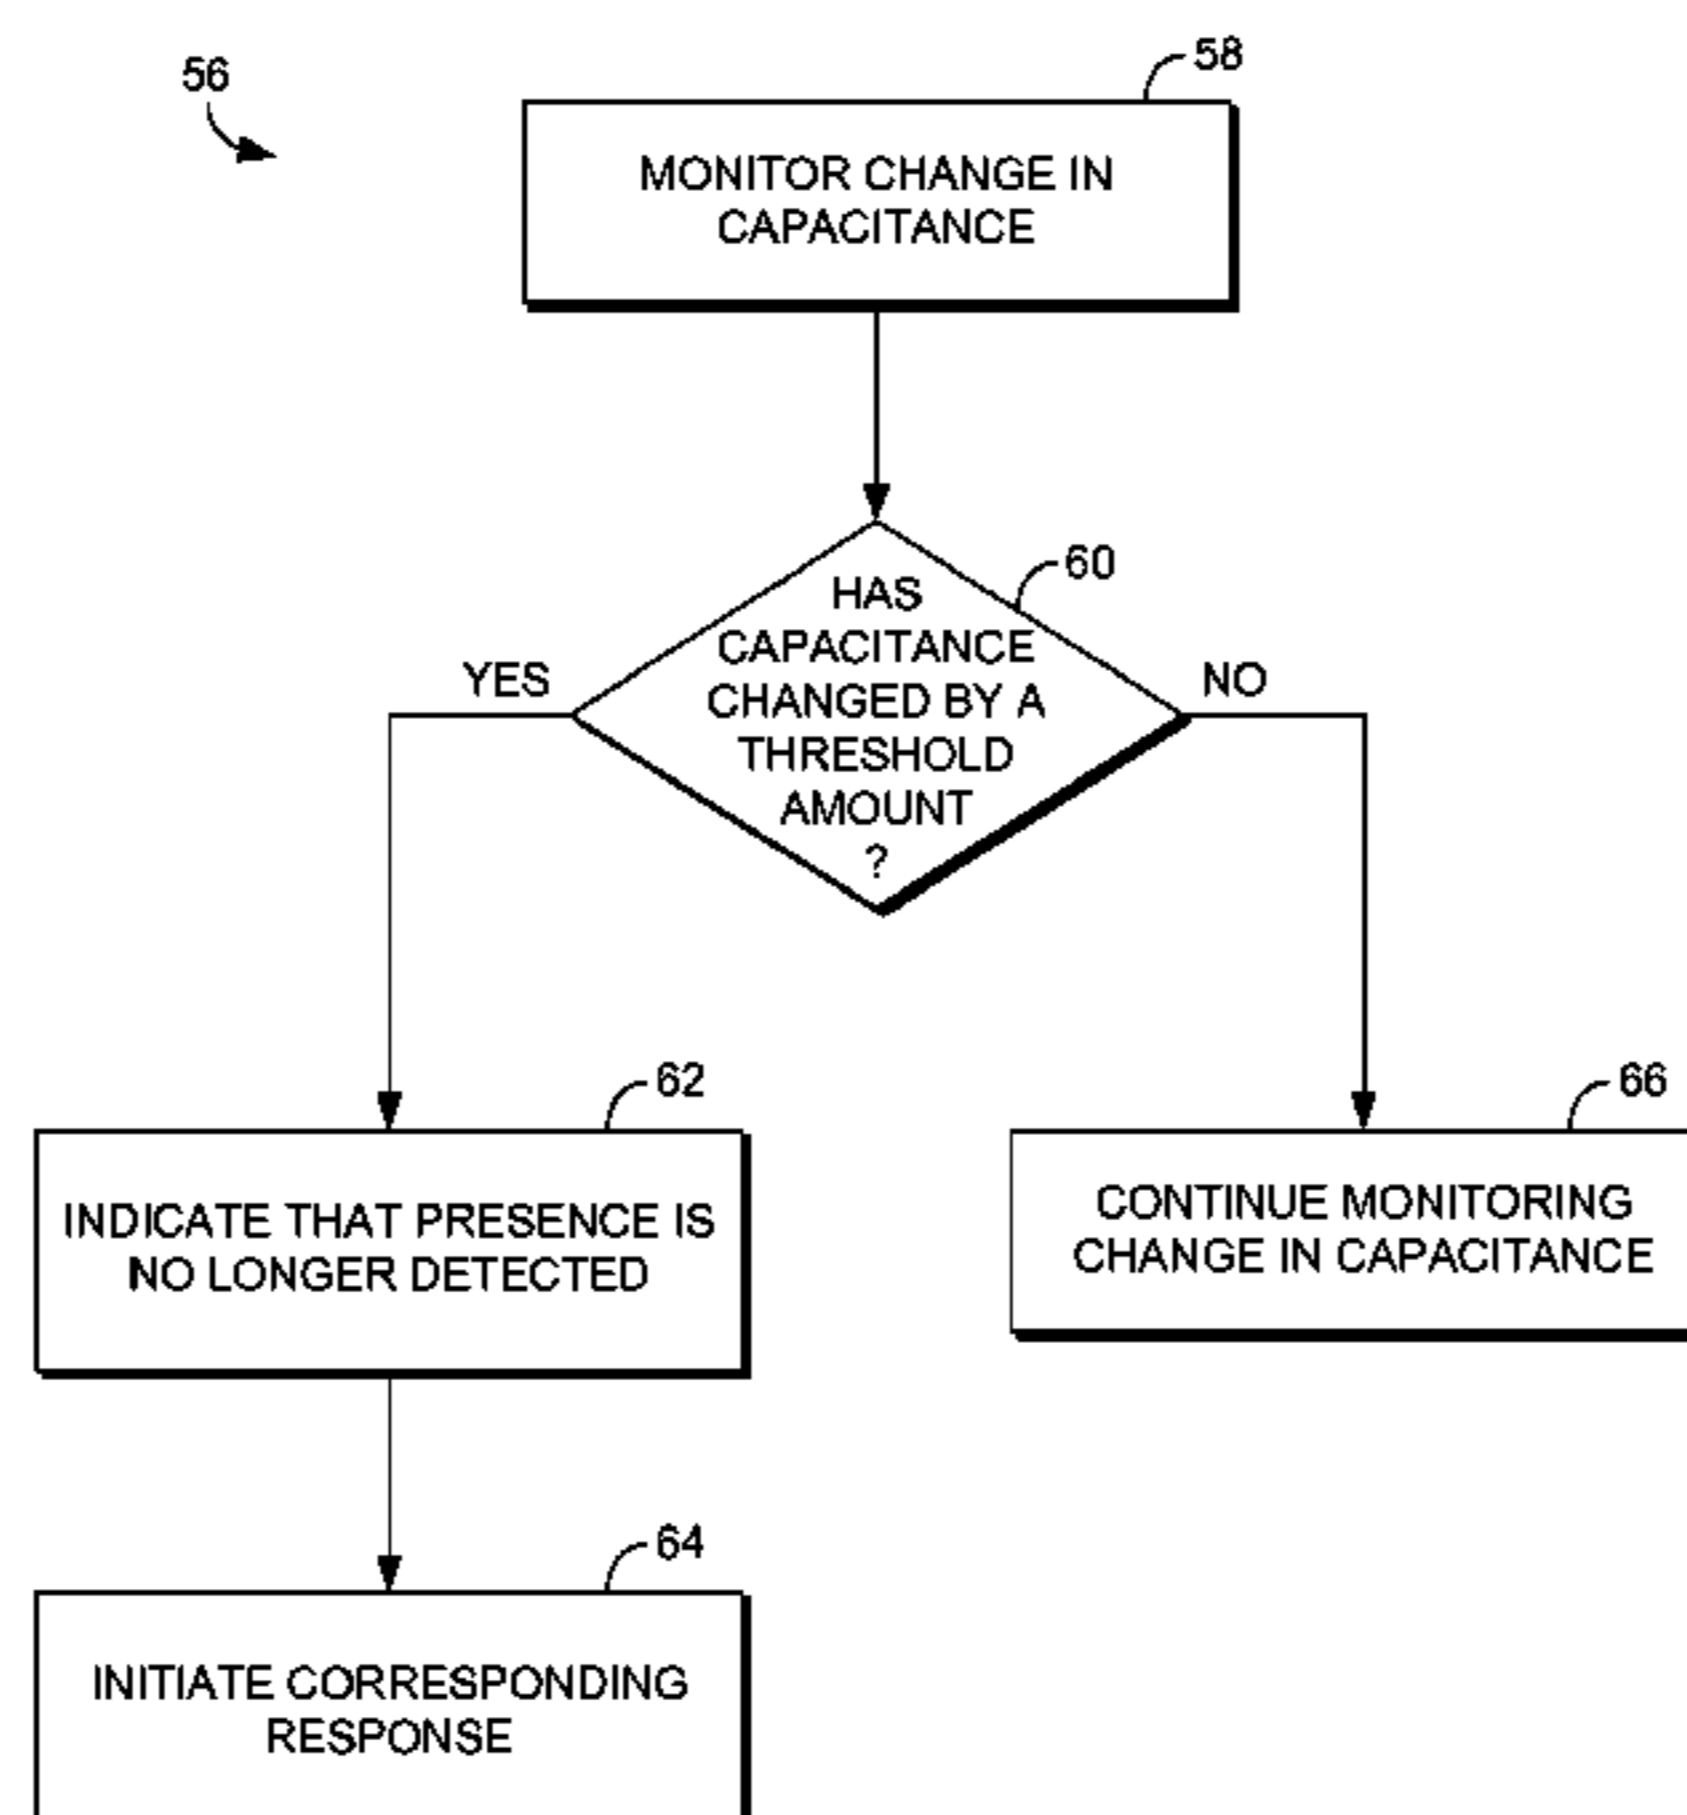 56
58
MONITOR CHANGE IN
CAPACITANCE
60
HAS
CAPACITANCE
CHANGED BY A
THRESHOLD
AMOUNT
?
YES
NO
62
INDICATE THAT PRESENCE IS
NO LONGER DETECTED
66
CONTINUE MONITORING
CHANGE IN CAPACITANCE
64
INITIATE CORRESPONDING
RESPONSE